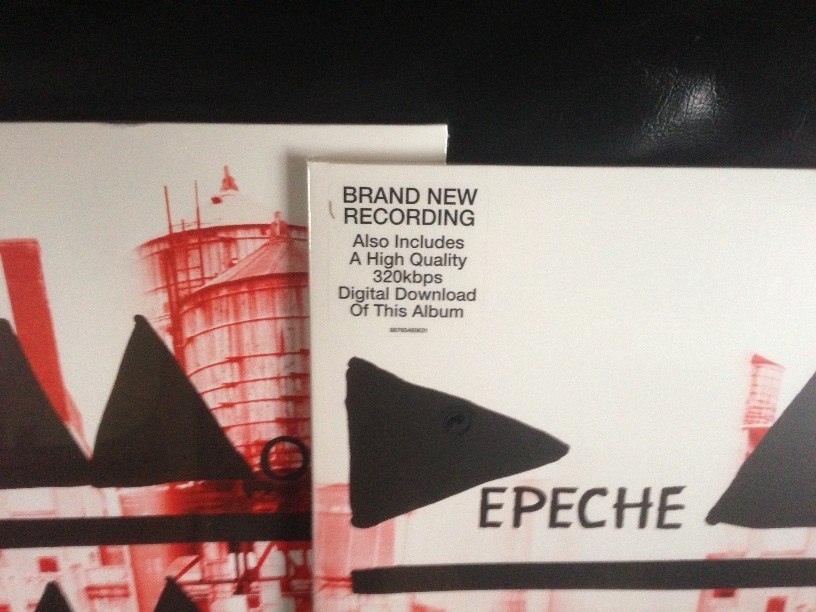 BRAND NEW
RECORDING
Also Includes
A High Quality
320kbps
Digital Download
Of This Album
EPECHE
O